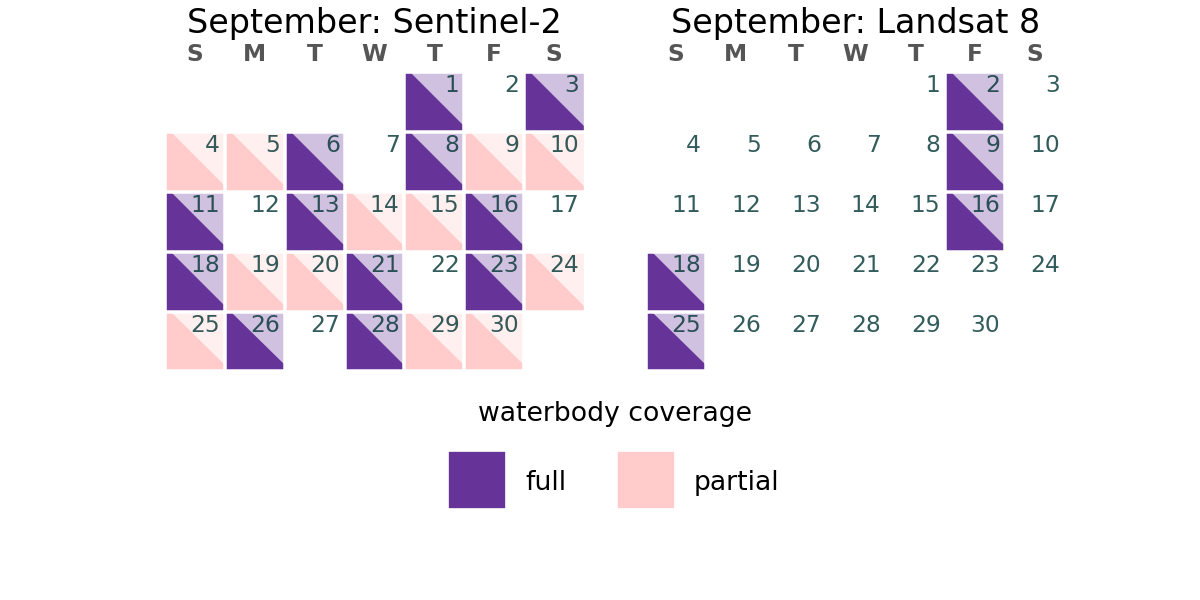 September: Sentinel-2
S M T W T F S
1 2 3
4 5 6 7 8 9 10
11 12 13 14 15 16 17
18 19 20 21 22 23 24
25 26 27 28 29 30
September: Landsat 8
S M T W T F S
1 2 3
4 5 6 7 8 9 10
11 12 13 14 15 16 17
18 19 20 21 22 23 24
25 26 27 28 29 30
waterbody coverage
full partial